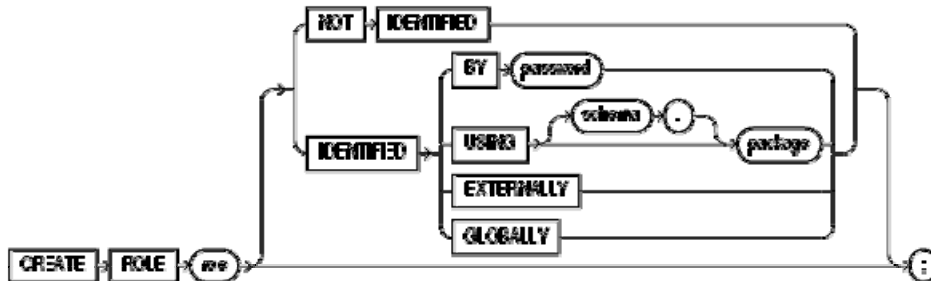 NOT IDENTIFIED
BY password
schema .
IDENTIFIED USING package
EXTERNALLY
GLOBALLY
CREATE ROLE role ;